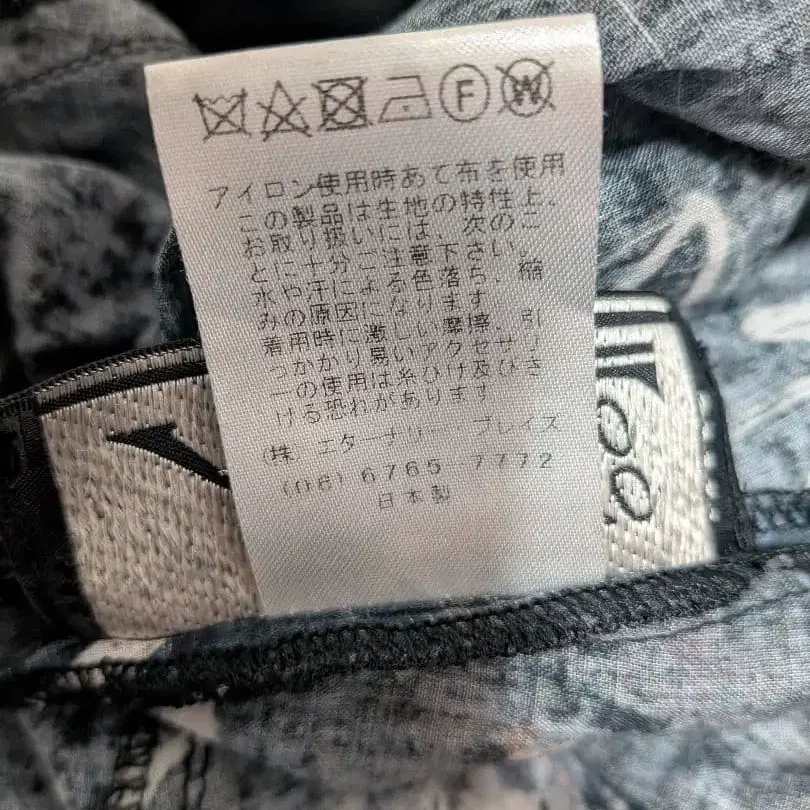 F W
アイロン使用時あて布を使用
この製品は生地の特性上、
お取り扱いには、次のこ
とに十分ご注意下さい。
水や汗による色落ち、縮
みの原因になります。
着用時に激しい摩擦、引
っかかり易いアクセサリ
ーの使用は糸ひけ及びさ
ける恐れがあります
(株) エターナリー プレイズ
(06) 6765 7772
日本製